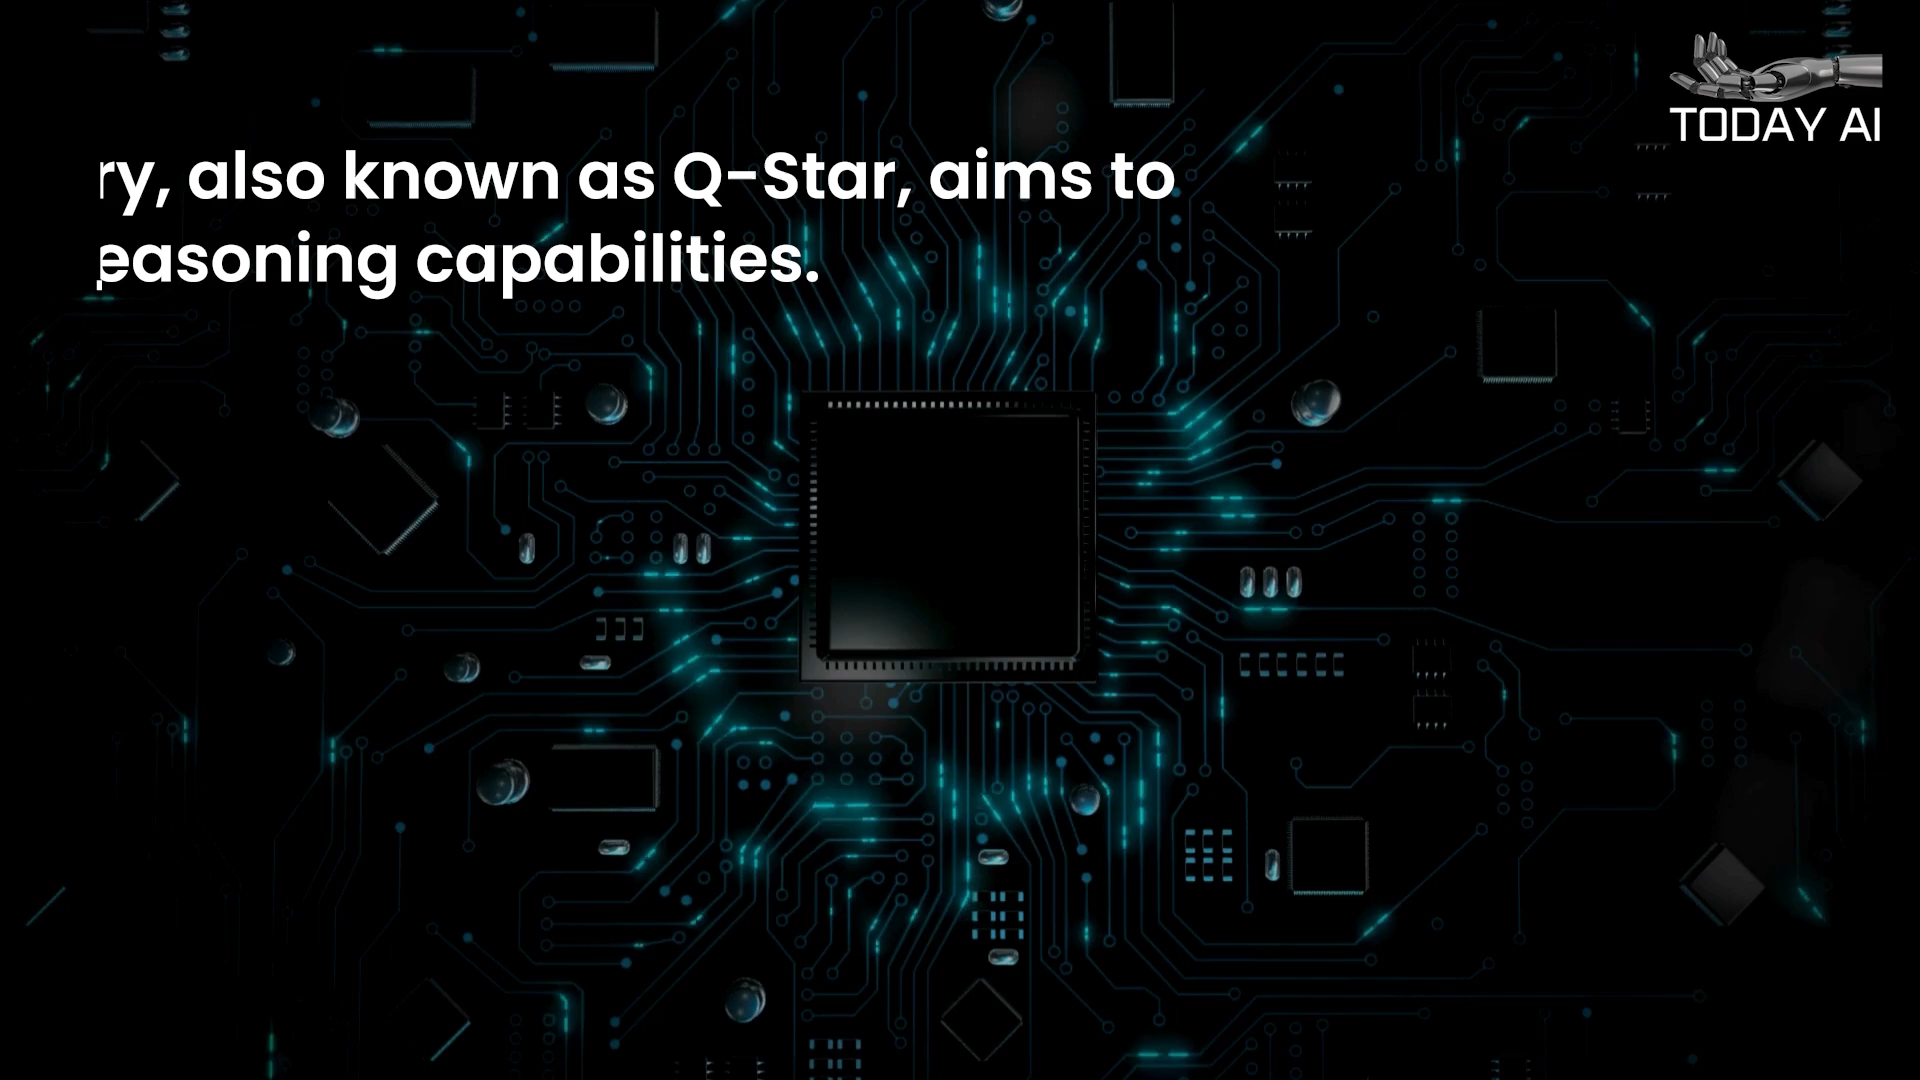 ry, also known as Q-Star, aims to
easoning capabilities.
TODAY AI